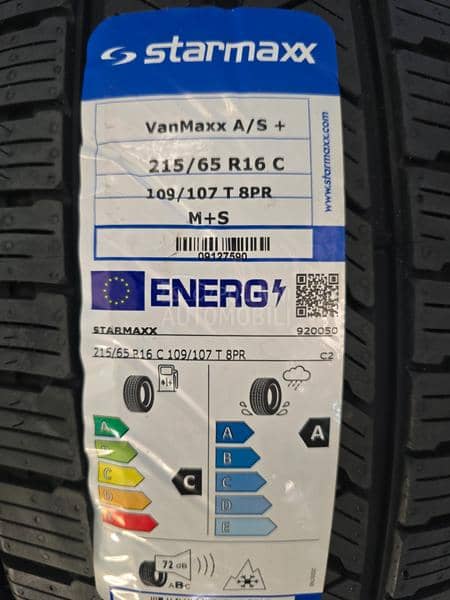 starmaxx
VanMaxx A/S +
215/65 R16 C
109/107 T 8PR
M+S
www.starmaxx.com
09127590
ENERG
AUTOMOBILI
STARMAXX 920050
215/65 R16 C 109/107 T 8PR C2
A
C
D
C
A
B
C
D
E
A
72 dB
ABC